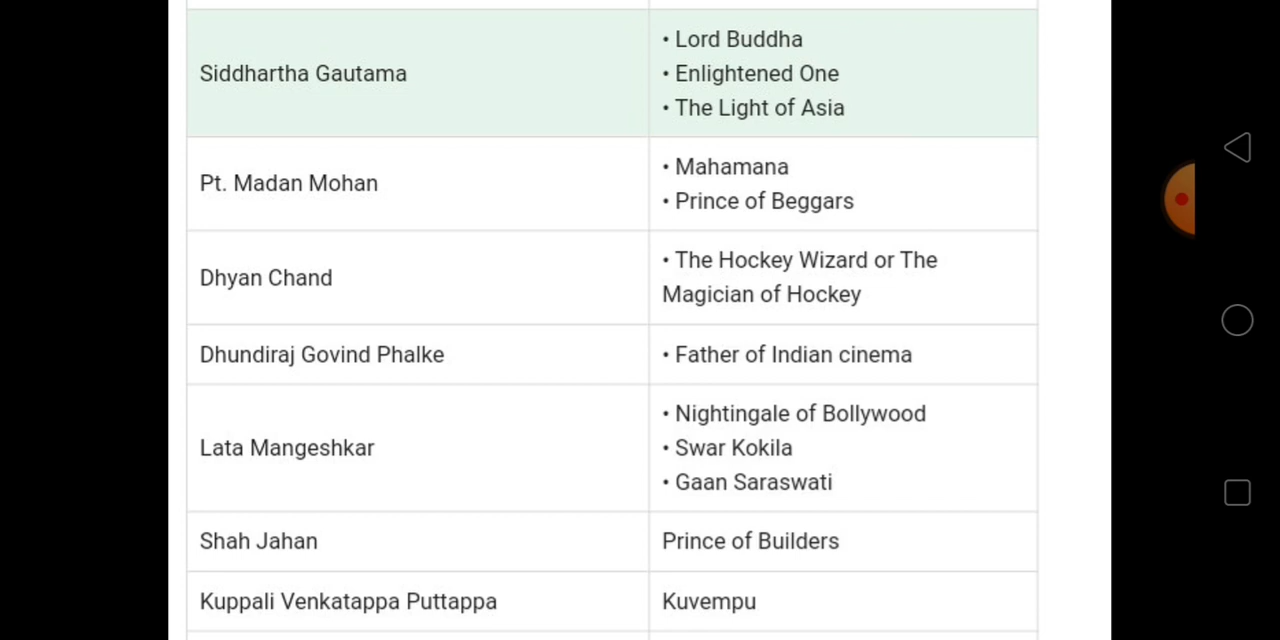 Siddhartha Gautama
• Lord Buddha
• Enlightened One
• The Light of Asia
Pt. Madan Mohan
• Mahamana
• Prince of Beggars
Dhyan Chand
• The Hockey Wizard or The
Magician of Hockey
Dhundiraj Govind Phalke
• Father of Indian cinema
Lata Mangeshkar
• Nightingale of Bollywood
• Swar Kokila
• Gaan Saraswati
Shah Jahan
Prince of Builders
Kuppali Venkatappa Puttappa
Kuvempu